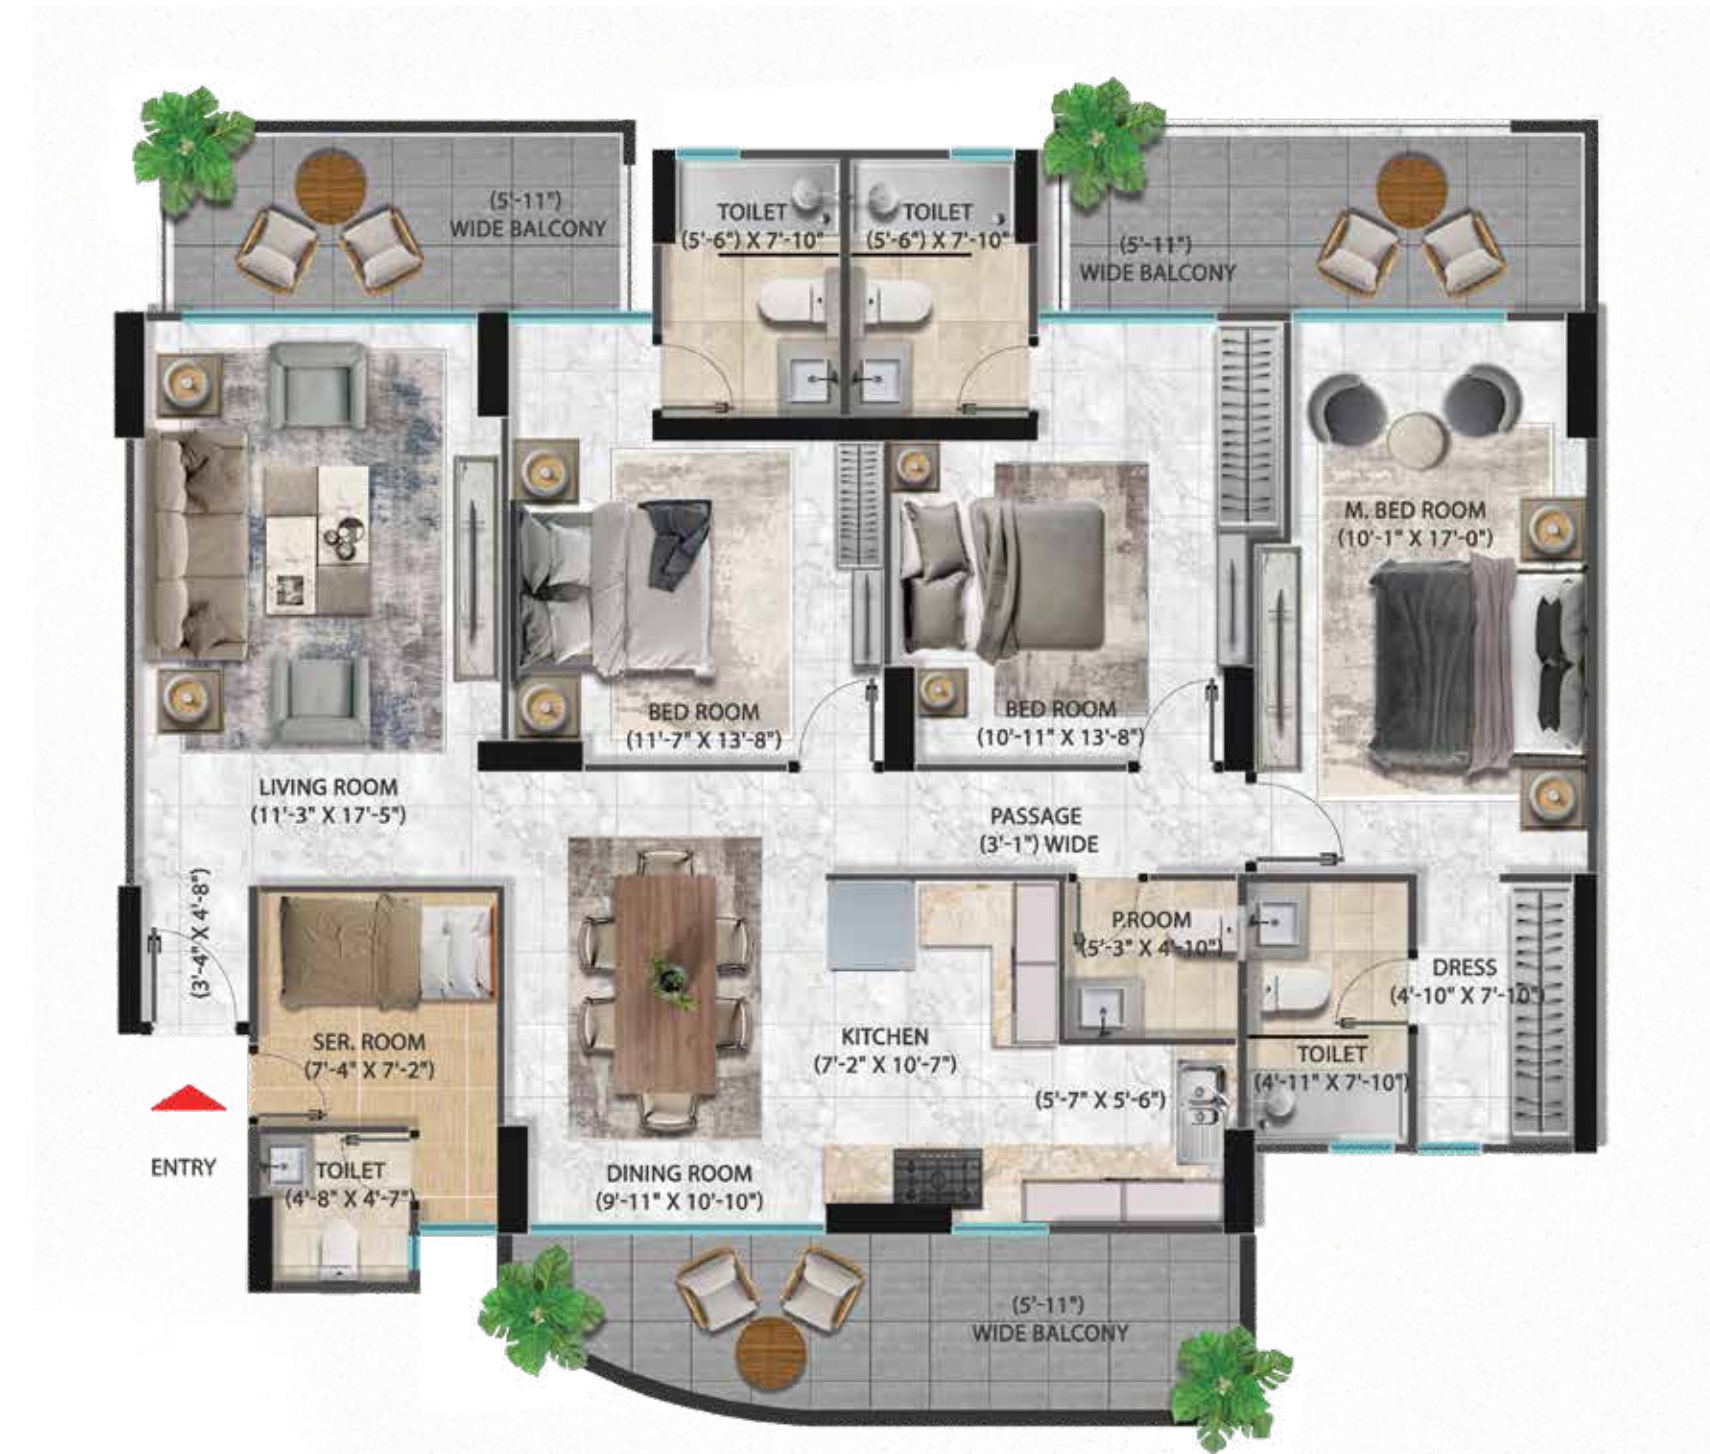 (5'-11")
WIDE BALCONY
TOILET
(5'-6") X 7'-10"
TOILET
(5'-6") X 7'-10"
(5'-11")
WIDE BALCONY
M. BED ROOM
(10'-1" X 17'-0")
BED ROOM
(11'-7" X 13'-8")
BED ROOM
(10'-11" X 13'-8")
LIVING ROOM
(11'-3" X 17'-5")
PASSAGE
(3'-1") WIDE
(3'-4" X 4'-8")
P.ROOM
(5'-3" X 4'-10")
DRESS
(4'-10" X 7'-10")
SER. ROOM
(7'-4" X 7'-2")
KITCHEN
(7'-2" X 10'-7")
TOILET
(4'-11" X 7'-10")
(5'-7" X 5'-6")
ENTRY
TOILET
(4'-8" X 4'-7")
DINING ROOM
(9'-11" X 10'-10")
(5'-11")
WIDE BALCONY